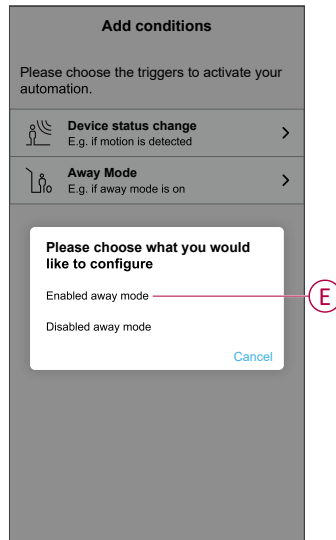 Add conditions
Please choose the triggers to activate your
automation.
Device status change
E.g. if motion is detected
Away Mode
E.g. if away mode is on
Please choose what you would
like to configure
Enabled away mode
E
Disabled away mode
Cancel